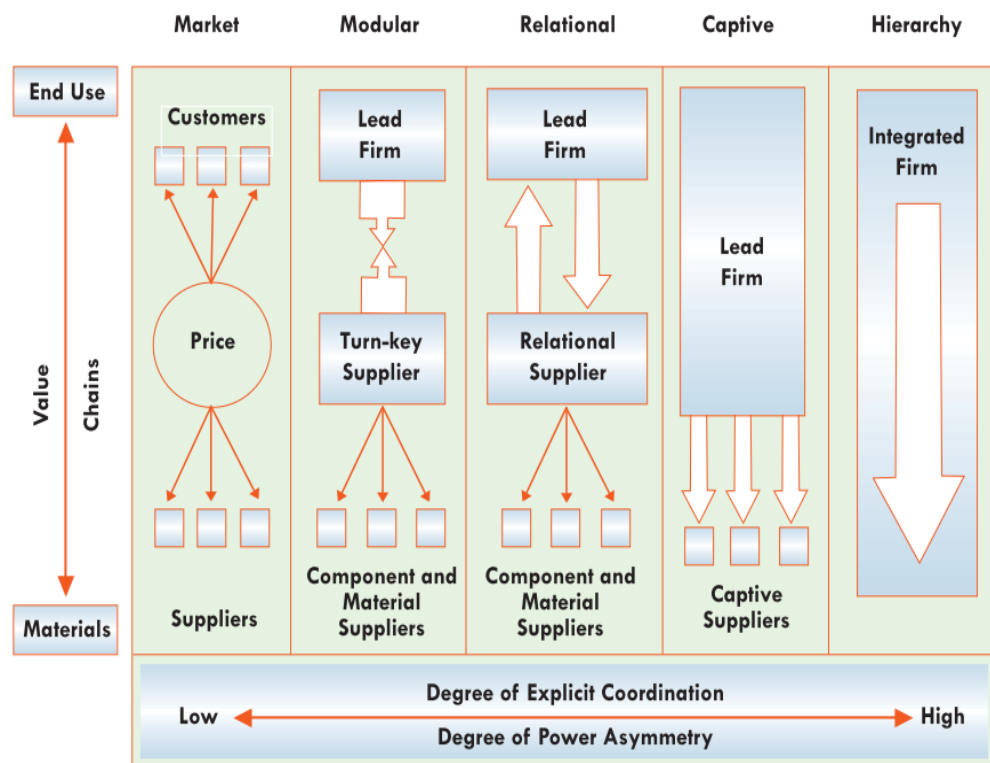 Market
Modular
Relational
Captive
Hierarchy
End Use
Customers
Lead
Firm
Lead
Firm
Integrated
Firm
Lead
Firm
Price
Turn-key
Supplier
Relational
Supplier
Value
Chains
Component and
Material
Suppliers
Component and
Material
Suppliers
Captive
Suppliers
Suppliers
Materials
Degree of Explicit Coordination
Low
High
Degree of Power Asymmetry